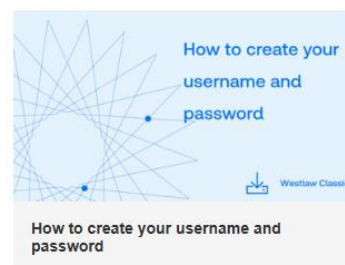 How to create your
username and
password
Westlaw Classi
How to create your username and
password